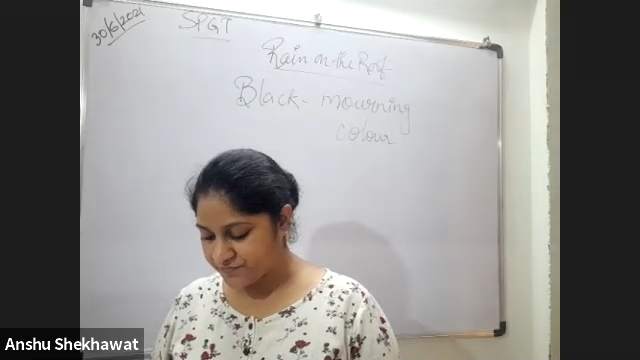 30/6/2021
SPGT
Rain on the Roof
Black - mourning
colour
Anshu Shekhawat